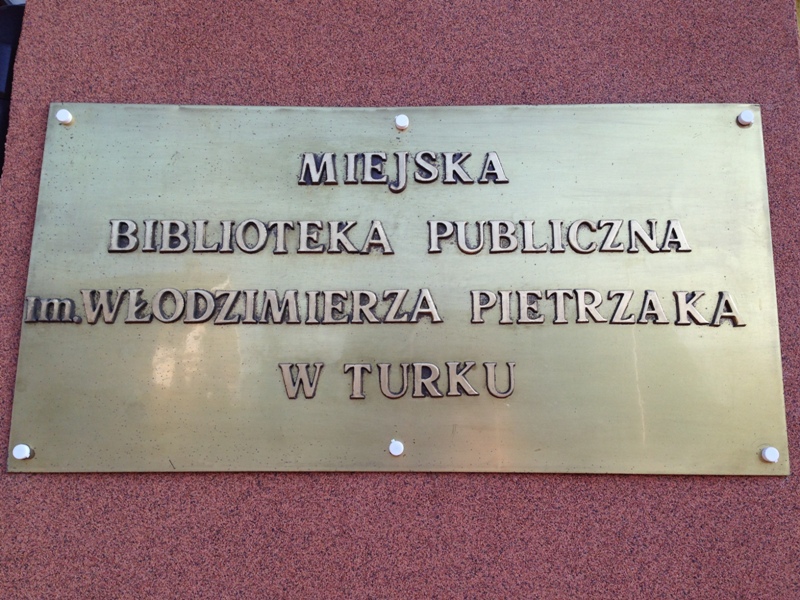 MIEJSKA
BIBLIOTEKA PUBLICZNA
im. WŁODZIMIERZA PIETRZAKA
W TURKU